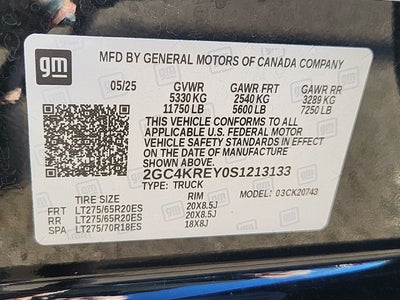 gm
MFD BY GENERAL MOTORS OF CANADA COMPANY
05/25 GVWR GAWR FRT GAWR RR
5330 KG 2540 KG 3289 KG
11750 LB 5600 LB 7250 LB
THIS VEHICLE CONFORMS TO ALL
APPLICABLE U.S. FEDERAL MOTOR
VEHICLE SAFETY STANDARDS IN EFFECT
ON THE DATE OF MANUFACTURE
SHOWN ABOVE.
2GC4KREY0S1213133
TYPE: TRUCK MODEL: 03CK20743
TIRE SIZE RIM
FRT LT275/65R20ES 20X8.5J
RR LT275/65R20ES 20X8.5J
SPA LT275/70R18ES 18X8J